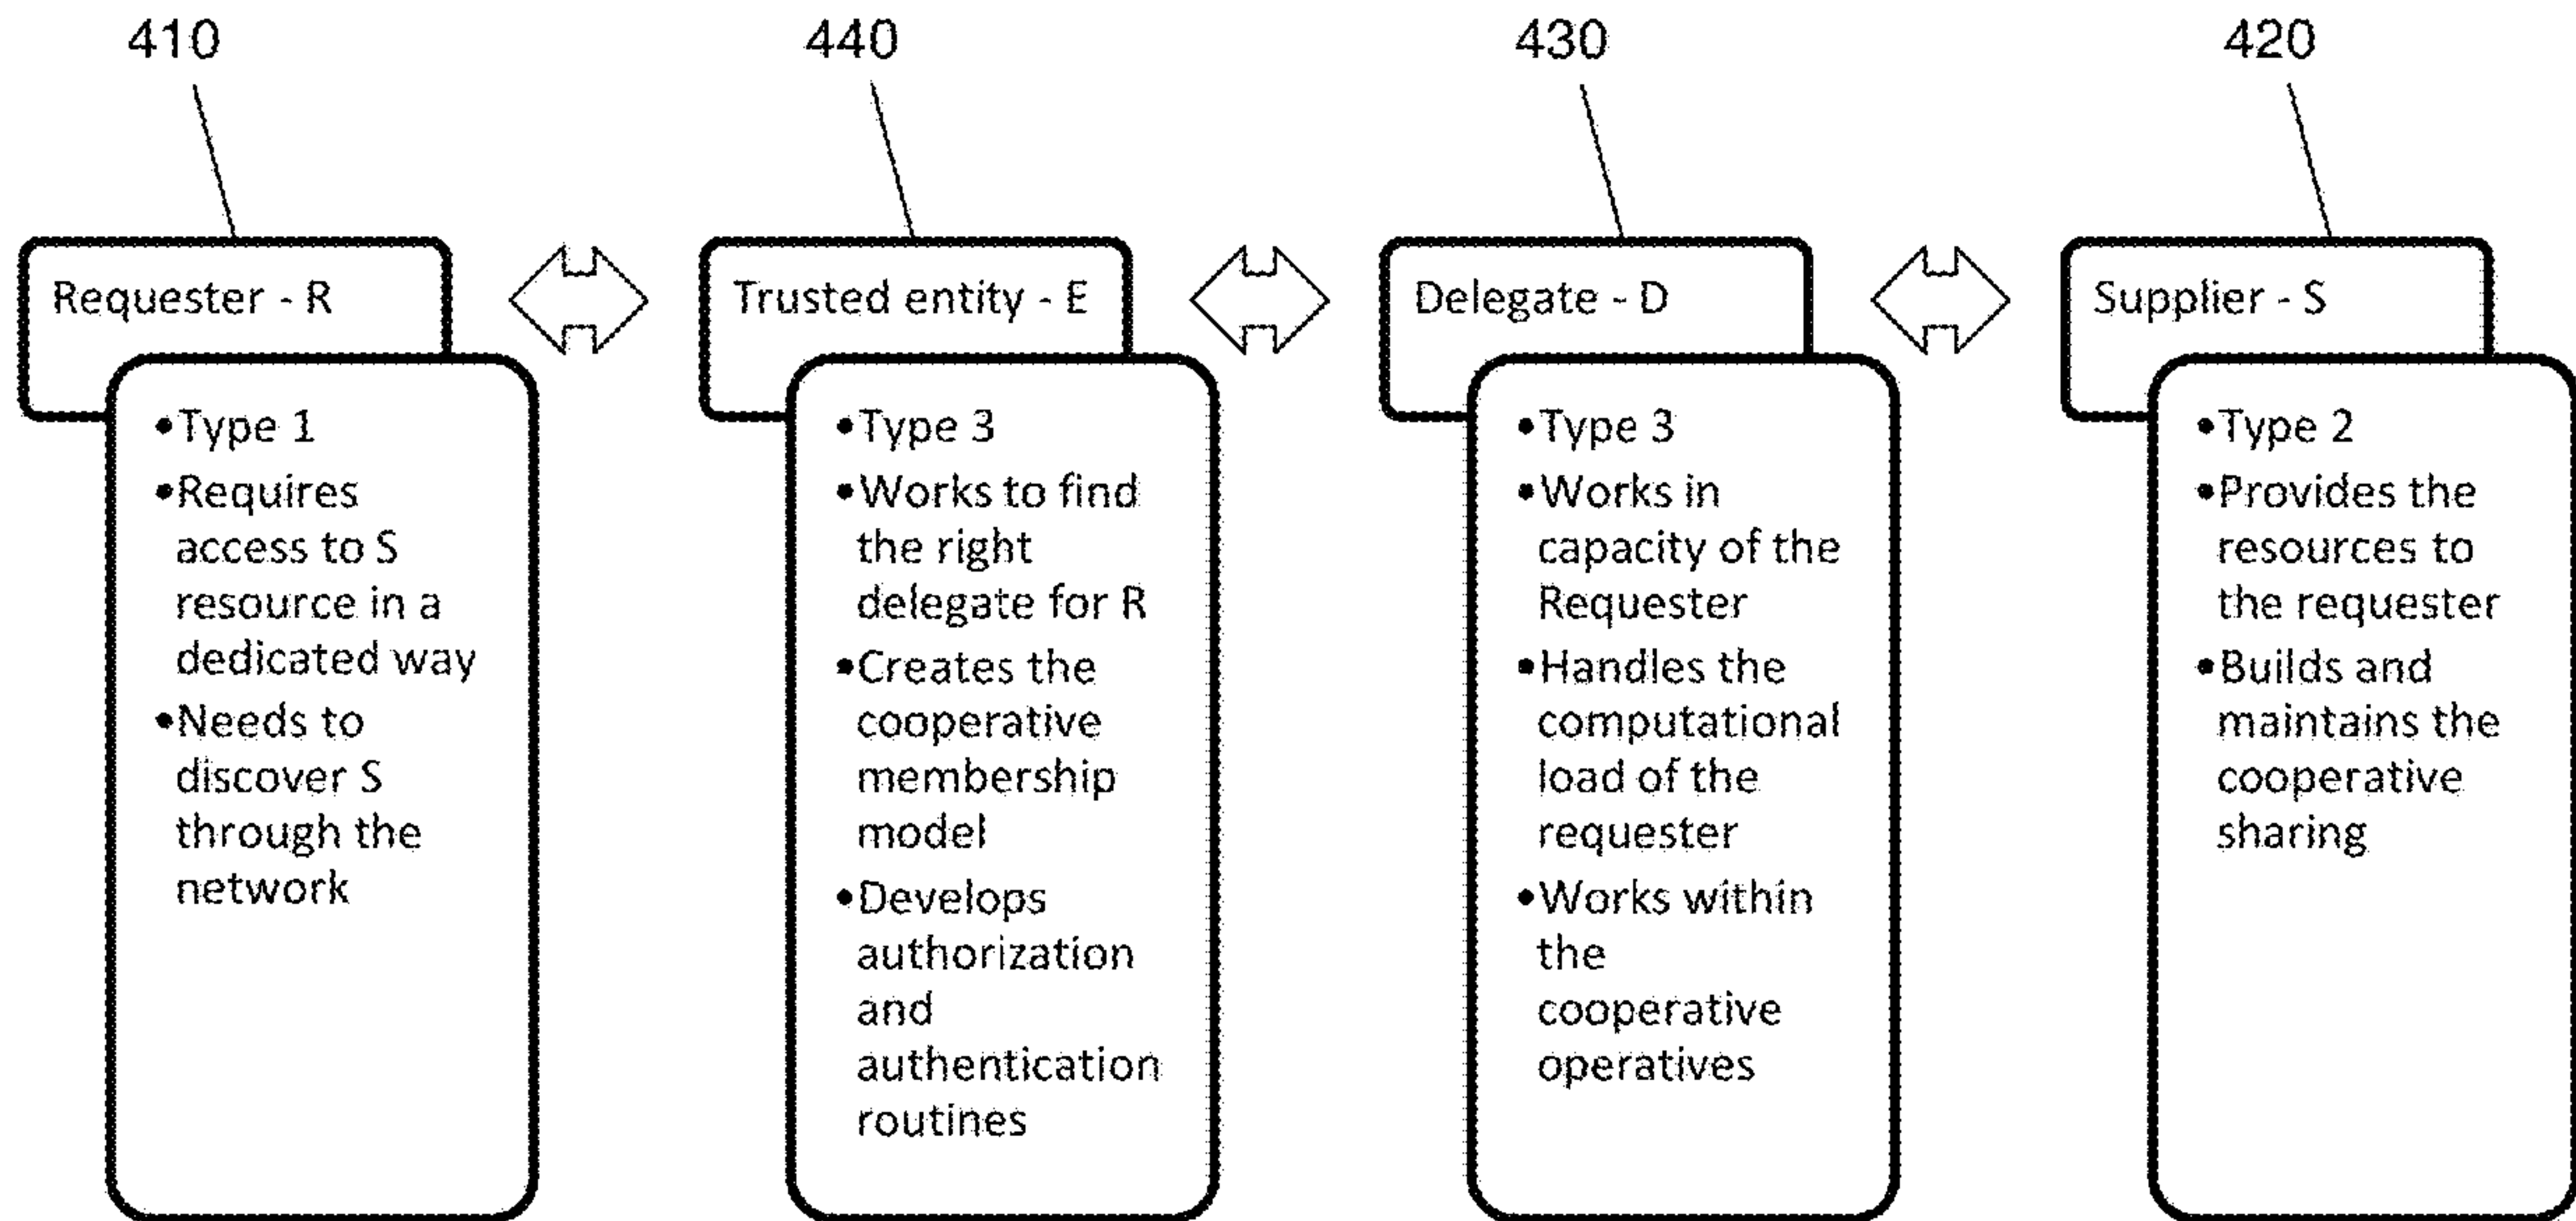 410
440
430
420
Requester - R
Trusted entity - E
Delegate - D
Supplier - S
•Type 1
•Requires
access to S
resource in a
dedicated way
•Needs to
discover S
through the
network
•Type 3
•Works to find
the right
delegate for R
•Creates the
cooperative
membership
model
•Develops
authorization
and
authentication
routines
•Type 3
•Works in
capacity of the
Requester
•Handles the
computational
load of the
requester
•Works within
the
cooperative
operatives
•Type 2
•Provides the
resources to
the requester
•Builds and
maintains the
cooperative
sharing